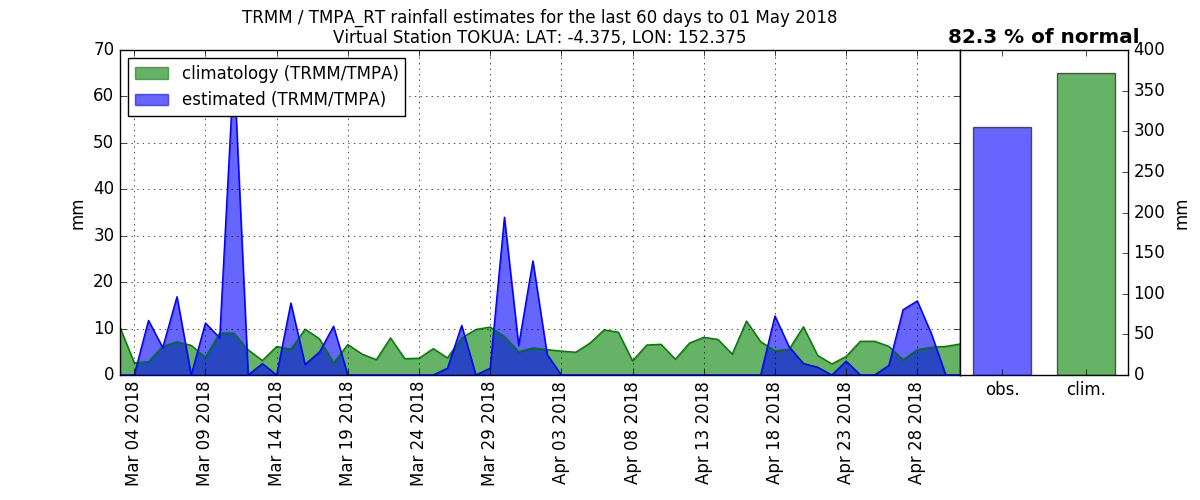 TRMM / TMPA_RT rainfall estimates for the last 60 days to 01 May 2018
Virtual Station TOKUA: LAT: -4.375, LON: 152.375
82.3 % of normal
climatology (TRMM/TMPA)
estimated (TRMM/TMPA)
70
60
50
40
30
20
10
0
mm
Mar 04 2018
Mar 09 2018
Mar 14 2018
Mar 19 2018
Mar 24 2018
Mar 29 2018
Apr 03 2018
Apr 08 2018
Apr 13 2018
Apr 18 2018
Apr 23 2018
Apr 28 2018
obs.
clim.
400
350
300
250
200
150
100
50
0
mm